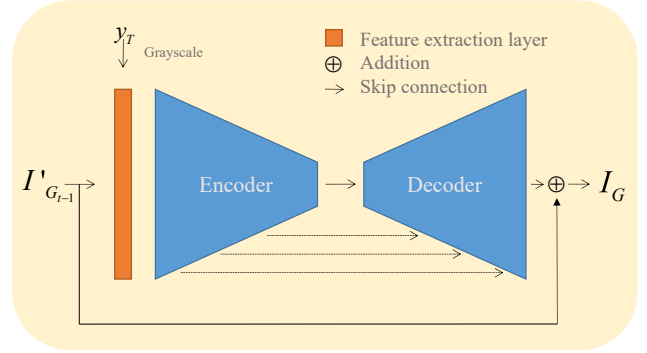 y_T
Grayscale
Feature extraction layer
⊕ Addition
→ Skip connection
I'_{G_{t-1}}
Encoder
Decoder
⊕
I_G